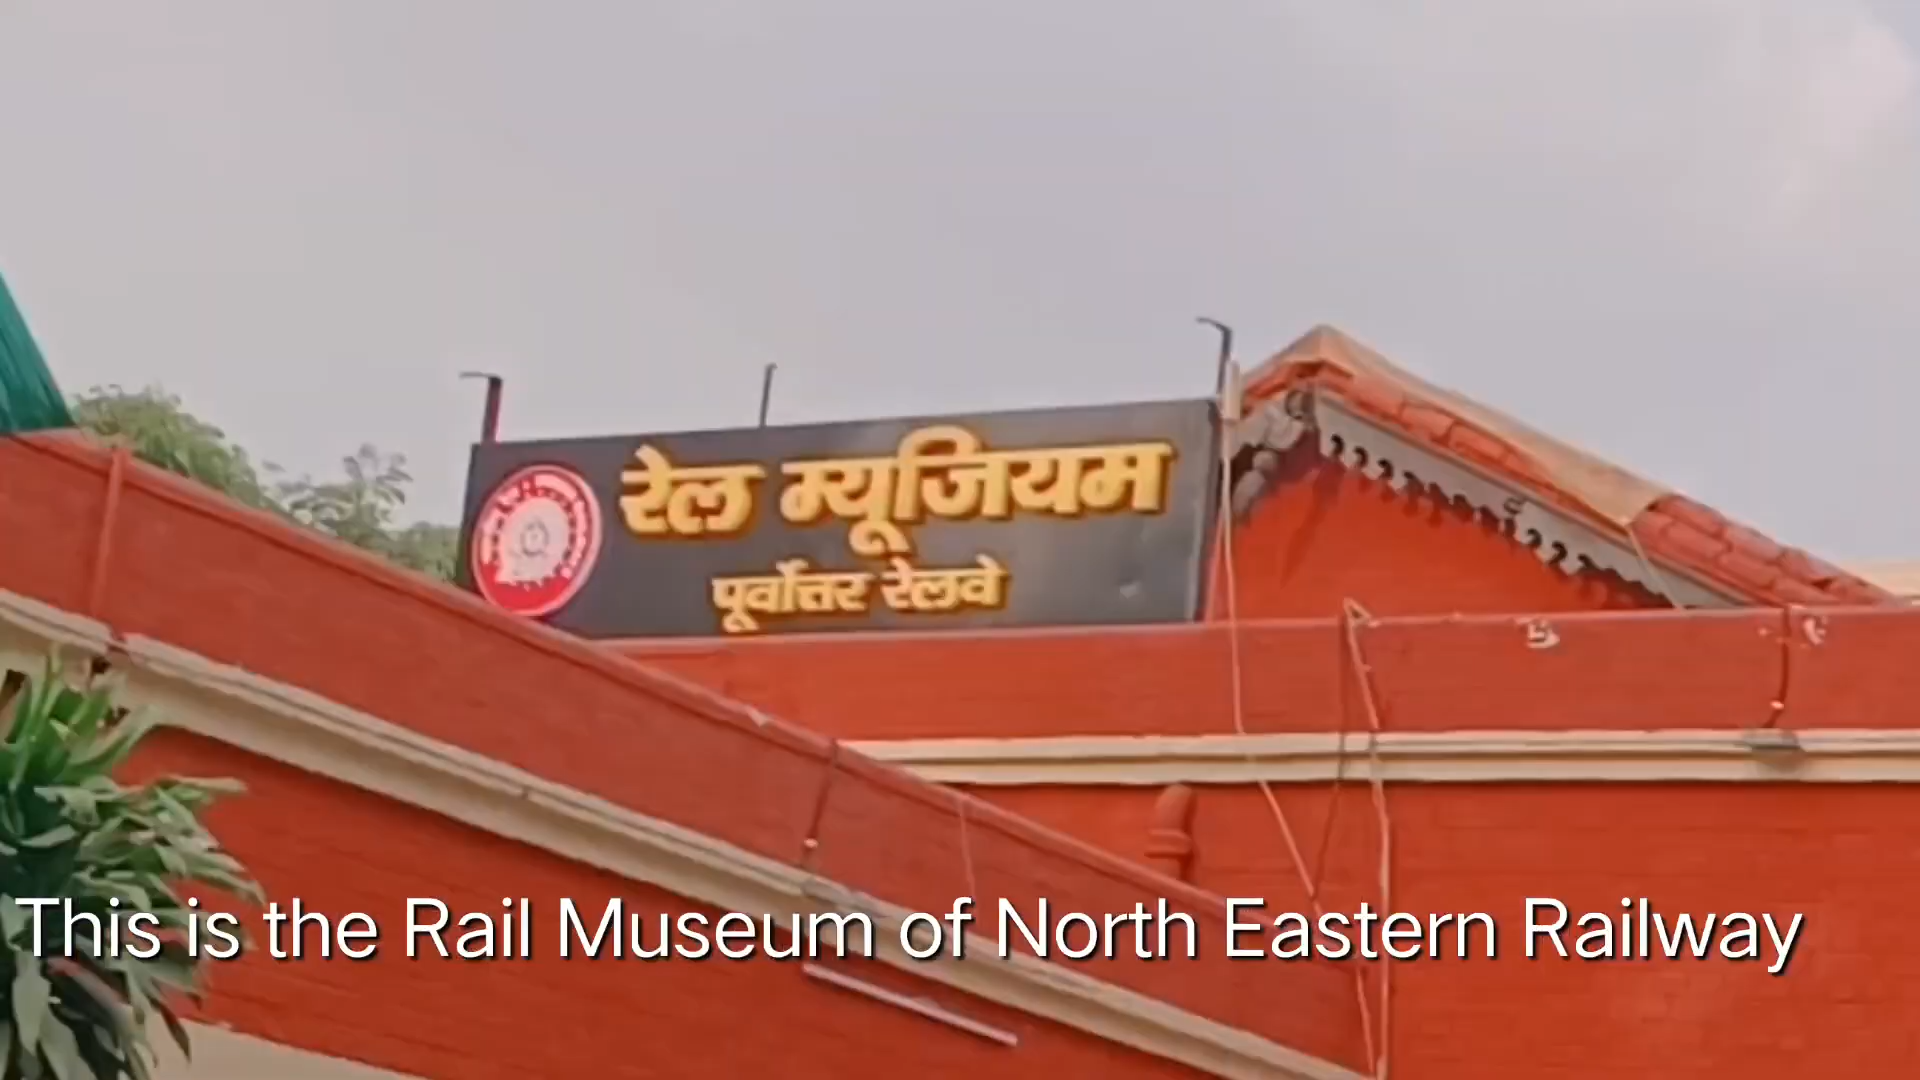 रेल म्यूजियम
पूर्वोत्तर रेलवे
This is the Rail Museum of North Eastern Railway